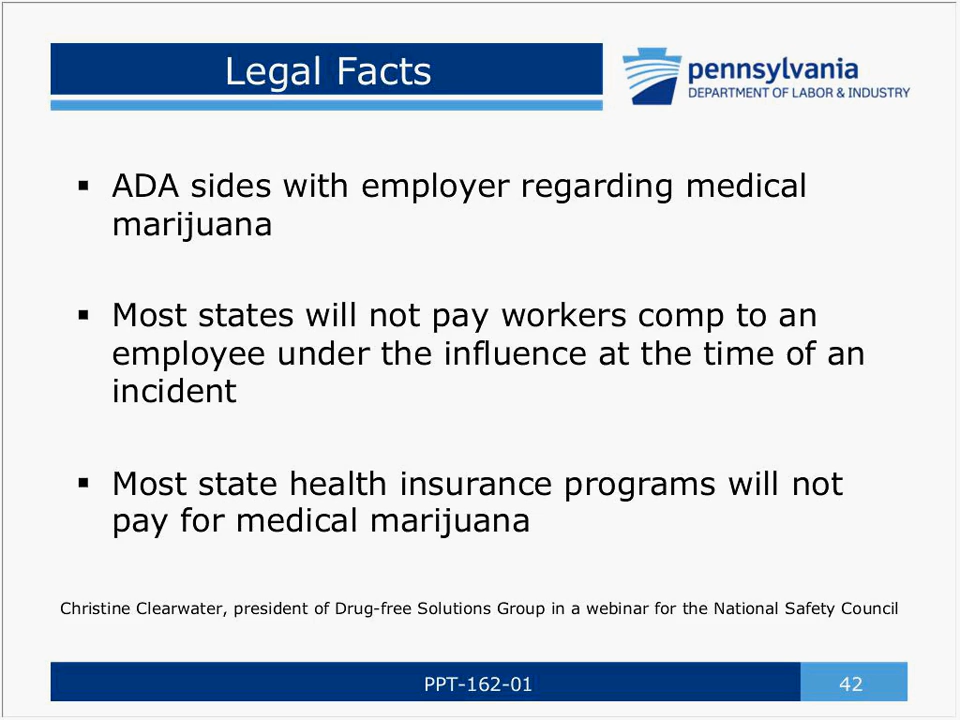 Legal Facts
pennsylvania
DEPARTMENT OF LABOR & INDUSTRY
▪ ADA sides with employer regarding medical
marijuana
▪ Most states will not pay workers comp to an
employee under the influence at the time of an
incident
▪ Most state health insurance programs will not
pay for medical marijuana
Christine Clearwater, president of Drug-free Solutions Group in a webinar for the National Safety Council
PPT-162-01
42